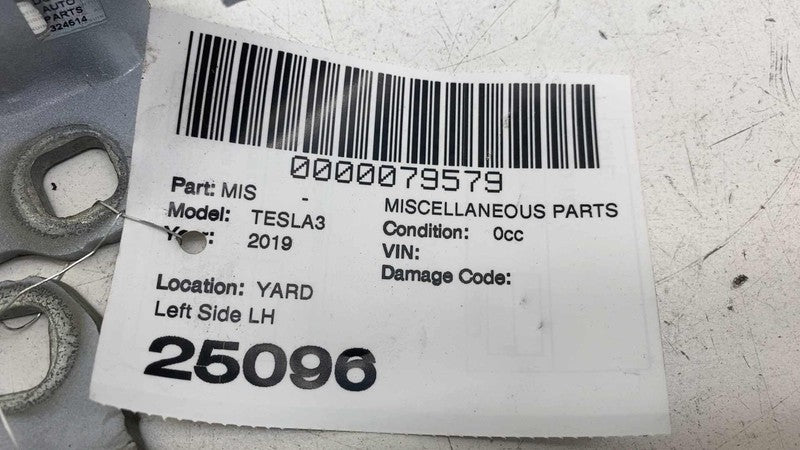 AUTO
PARTS
324614
0000079579
Part: MIS - MISCELLANEOUS PARTS
Model: TESLA3 Condition: 0cc
2019 VIN:
Damage Code:
Location: YARD
Left Side LH
25096